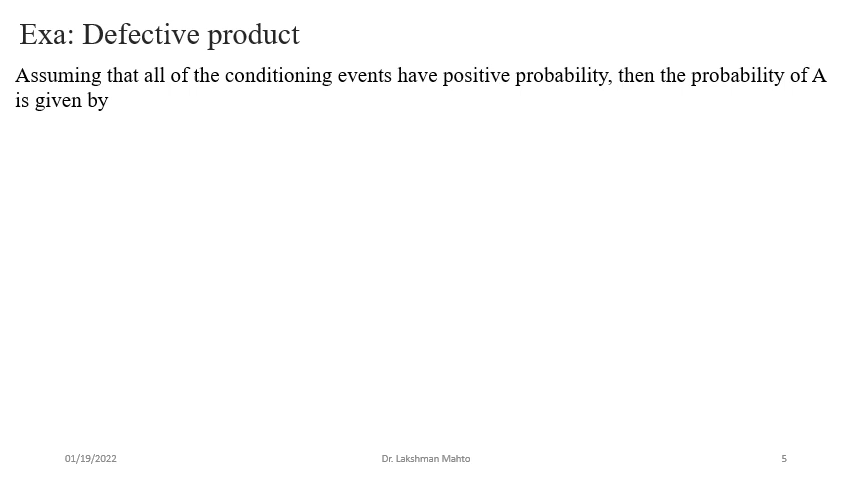 Exa: Defective product
Assuming that all of the conditioning events have positive probability, then the probability of A
is given by
01/19/2022
Dr. Lakshman Mahto
5